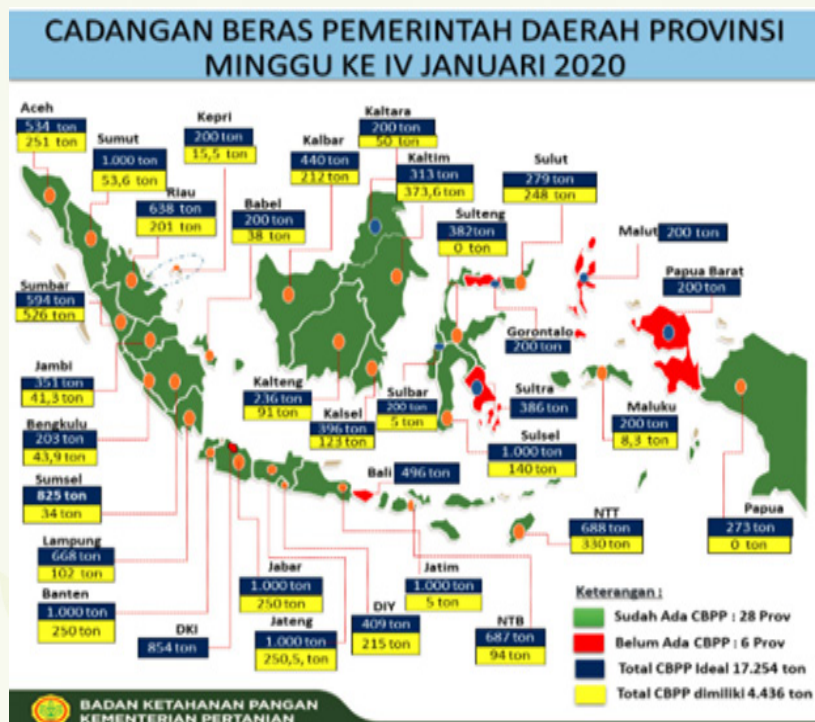 CADANGAN BERAS PEMERINTAH DAERAH PROVINSI
MINGGU KE IV JANUARI 2020
Aceh
534 ton
251 ton
Sumut
1.000 ton
53,6 ton
Kepri
200 ton
15,5 ton
Riau
638 ton
201 ton
Babel
200 ton
38 ton
Kalbar
440 ton
212 ton
Kaltara
200 ton
50 ton
Kaltim
313 ton
373,6 ton
Sulteng
382ton
0 ton
Sulut
279 ton
248 ton
Malut
200 ton
Papua Barat
200 ton
Gorontalo
200 ton
Sumbar
594 ton
526 ton
Jambi
351 ton
41,3 ton
Bengkulu
203 ton
43,9 ton
Sumsel
825 ton
34 ton
Lampung
668 ton
102 ton
Banten
1.000 ton
250 ton
DKI
854 ton
Jabar
1.000 ton
250 ton
Jateng
1.000 ton
250,5, ton
DIY
409 ton
215 ton
Jatim
1.000 ton
5 ton
Bali
496 ton
NTB
687 ton
94 ton
NTT
688 ton
330 ton
Kalteng
236 ton
91 ton
Kalsel
396 ton
123 ton
Sulbar
200 ton
5 ton
Sultra
386 ton
Sulsel
1.000 ton
140 ton
Maluku
200 ton
8,3 ton
Papua
273 ton
0 ton
Keterangan :
Sudah Ada CBPP : 28 Prov
Belum Ada CBPP : 6 Prov
Total CBPP Ideal 17.254 ton
Total CBPP dimiliki 4.436 ton
BADAN KETAHANAN PANGAN
KEMENTERIAN PERTANIAN